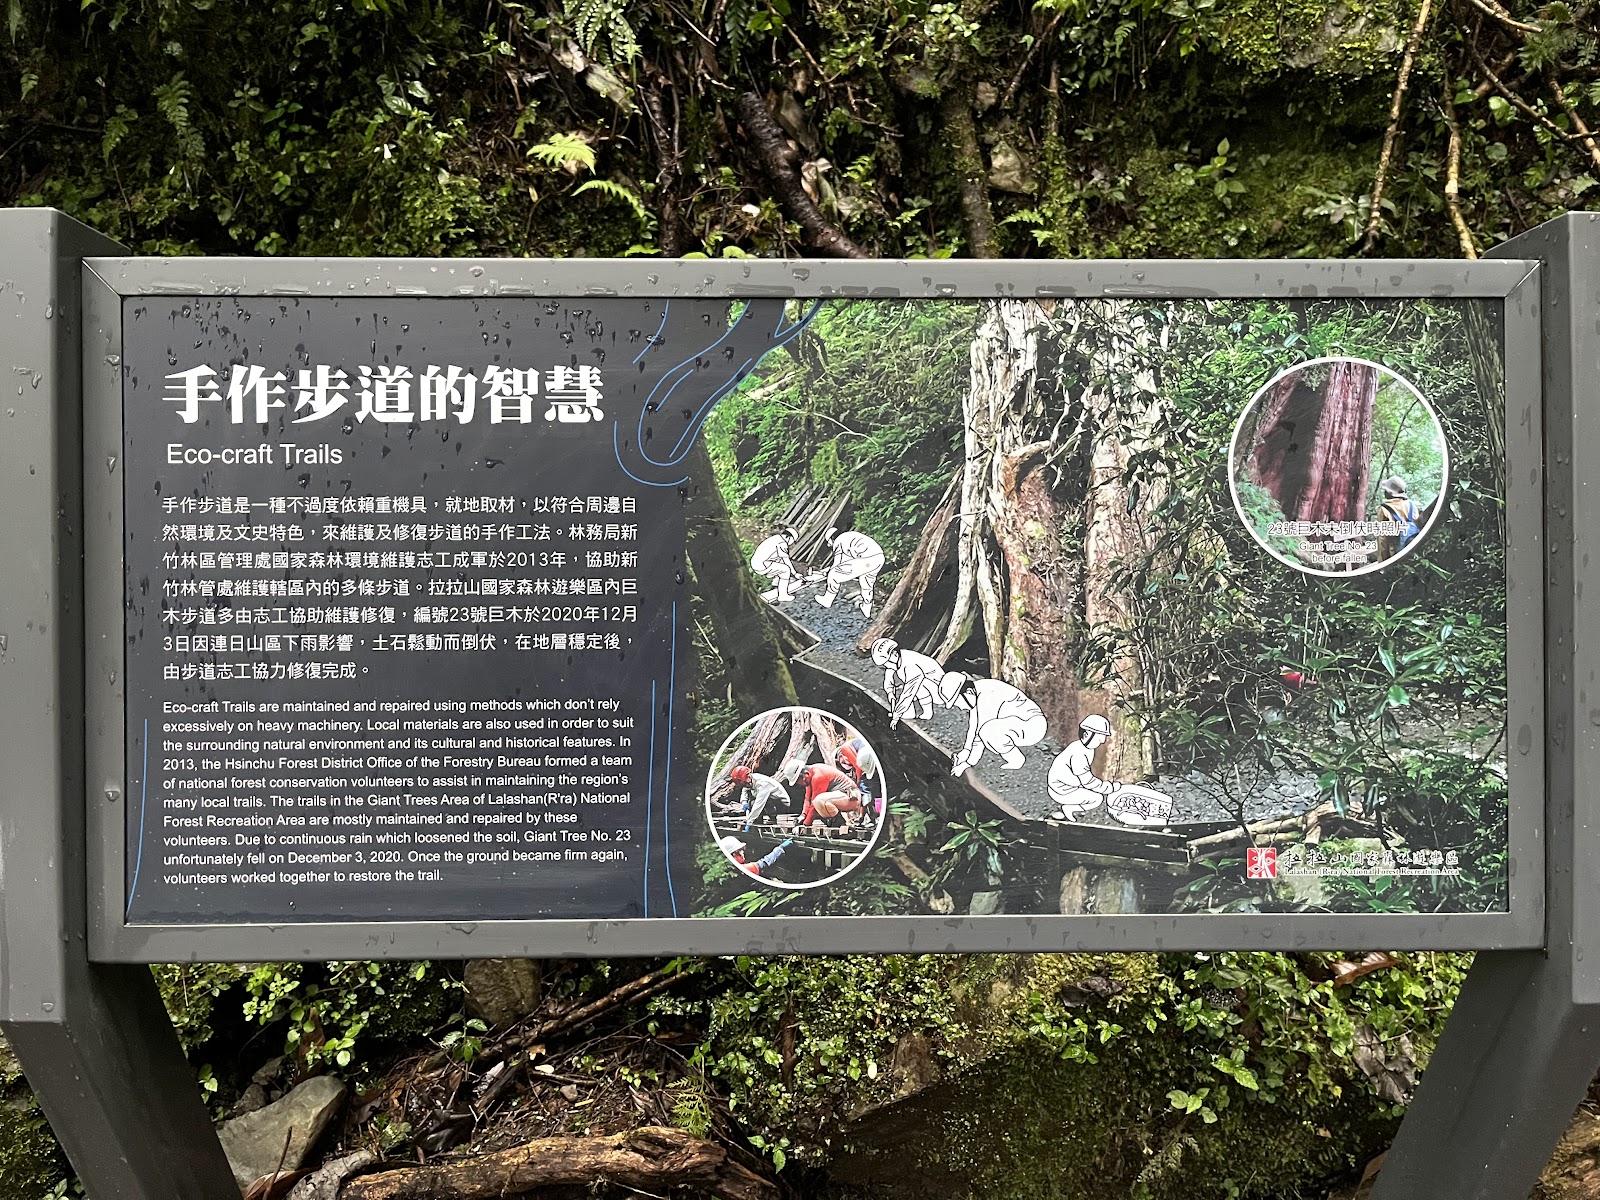 手作步道的智慧
Eco-craft Trails
手作步道是一種不過度依賴重機具，就地取材，以符合周邊自
然環境及文史特色，來維護及修復步道的手作工法。林務局新
竹林區管理處國家森林環境維護志工成軍於2013年，協助新
竹林管處維護轄區內的多條步道。拉拉山國家森林遊樂區內巨
木步道多由志工協助維護修復，編號23號巨木於2020年12月
3日因連日山區下雨影響，土石鬆動而倒伏，在地層穩定後，
由步道志工協力修復完成。
Eco-craft Trails are maintained and repaired using methods which don't rely
excessively on heavy machinery. Local materials are also used in order to suit
the surrounding natural environment and its cultural and historical features. In
2013, the Hsinchu Forest District Office of the Forestry Bureau formed a team
of national forest conservation volunteers to assist in maintaining the region's
many local trails. The trails in the Giant Trees Area of Lalashan(R'ra) National
Forest Recreation Area are mostly maintained and repaired by these
volunteers. Due to continuous rain which loosened the soil, Giant Tree No. 23
unfortunately fell on December 3, 2020. Once the ground became firm again,
volunteers worked together to restore the trail.
23號巨木未倒伏時照片
Giant Tree No. 23
before fallen
拉拉山國家森林遊樂區
Lalashan (R'ra) National Forest Recreation Area